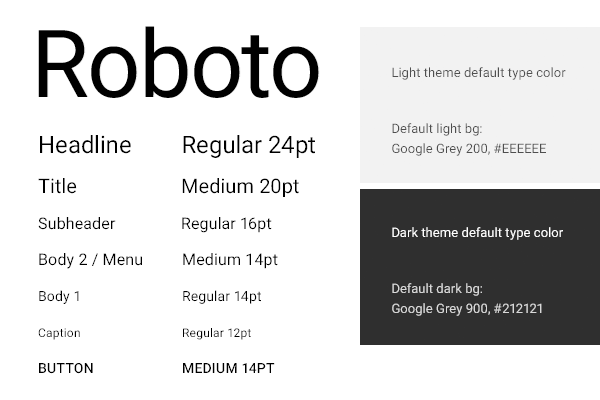 Roboto
Headline Regular 24pt
Title Medium 20pt
Subheader Regular 16pt
Body 2 / Menu Medium 14pt
Body 1 Regular 14pt
Caption Regular 12pt
BUTTON MEDIUM 14PT
Light theme default type color
Default light bg:
Google Grey 200, #EEEEEE
Dark theme default type color
Default dark bg:
Google Grey 900, #212121